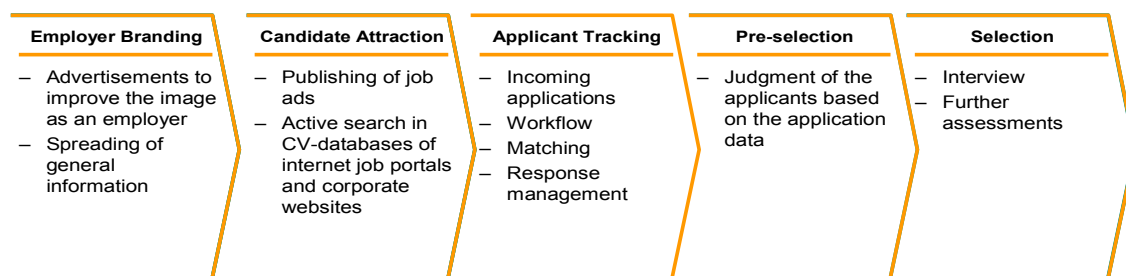 Employer Branding
– Advertisements to
improve the image
as an employer
– Spreading of
general
information
Candidate Attraction
– Publishing of job
ads
– Active search in
CV-databases of
internet job portals
and corporate
websites
Applicant Tracking
– Incoming
applications
– Workflow
– Matching
– Response
management
Pre-selection
– Judgment of the
applicants based
on the application
data
Selection
– Interview
– Further
assessments